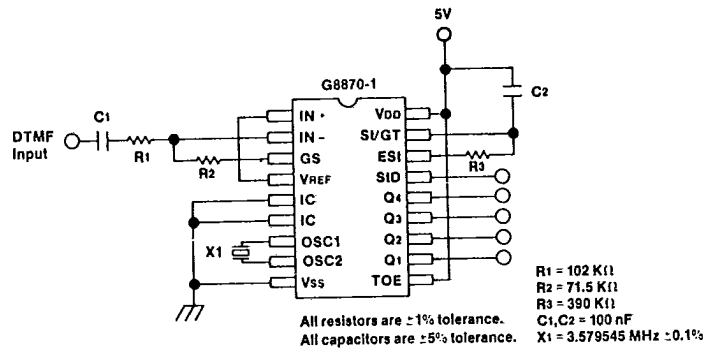 5V
G8870-1
C1
C2
DTMF
Input
R1
R2
R3
X1
IN +
IN –
GS
VREF
IC
IC
OSC1
OSC2
VSS
VDD
St/GT
ESt
StD
Q4
Q3
Q2
Q1
TOE
R1 = 102 KΩ
R2 = 71.5 KΩ
R3 = 390 KΩ
C1,C2 = 100 nF
X1 = 3.579545 MHz ±0.1%
All resistors are ±1% tolerance.
All capacitors are ±5% tolerance.